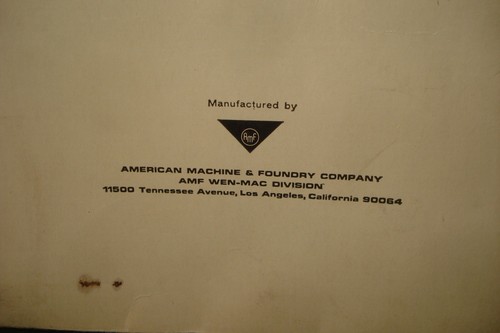 Manufactured by
AMF
AMERICAN MACHINE & FOUNDRY COMPANY
AMF WEN-MAC DIVISION
11500 Tennessee Avenue, Los Angeles, California 90064